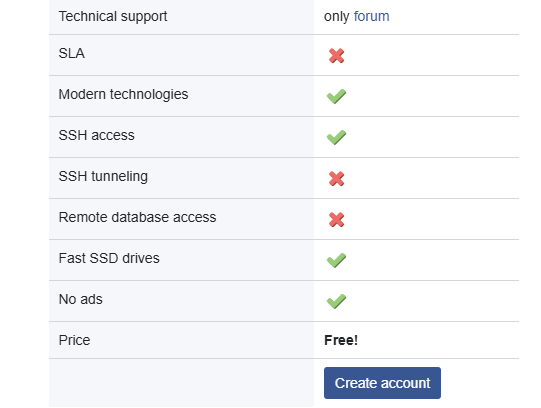 Technical support only forum
SLA
Modern technologies
SSH access
SSH tunneling
Remote database access
Fast SSD drives
No ads
Price Free!
Create account